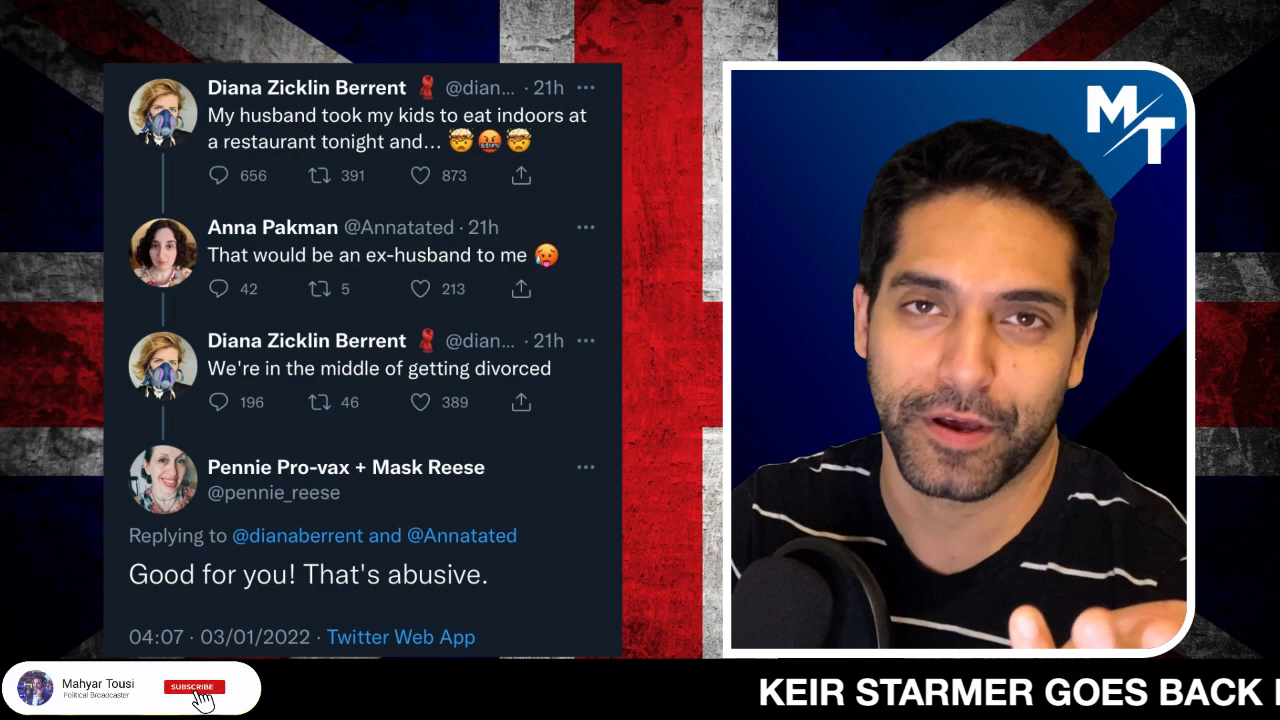 Diana Zicklin Berrent @dian... · 21h
My husband took my kids to eat indoors at
a restaurant tonight and... 🤯🤬🤯
656 391 873
Anna Pakman @Annatated · 21h
That would be an ex-husband to me 🥵
42 5 213
Diana Zicklin Berrent @dian... · 21h
We're in the middle of getting divorced
196 46 389
Pennie Pro-vax + Mask Reese
@pennie_reese
Replying to @dianaberrent and @Annatated
Good for you! That's abusive.
04:07 · 03/01/2022 · Twitter Web App
MT
Mahyar Tousi
Political Broadcaster
SUBSCRIBE
KEIR STARMER GOES BACK